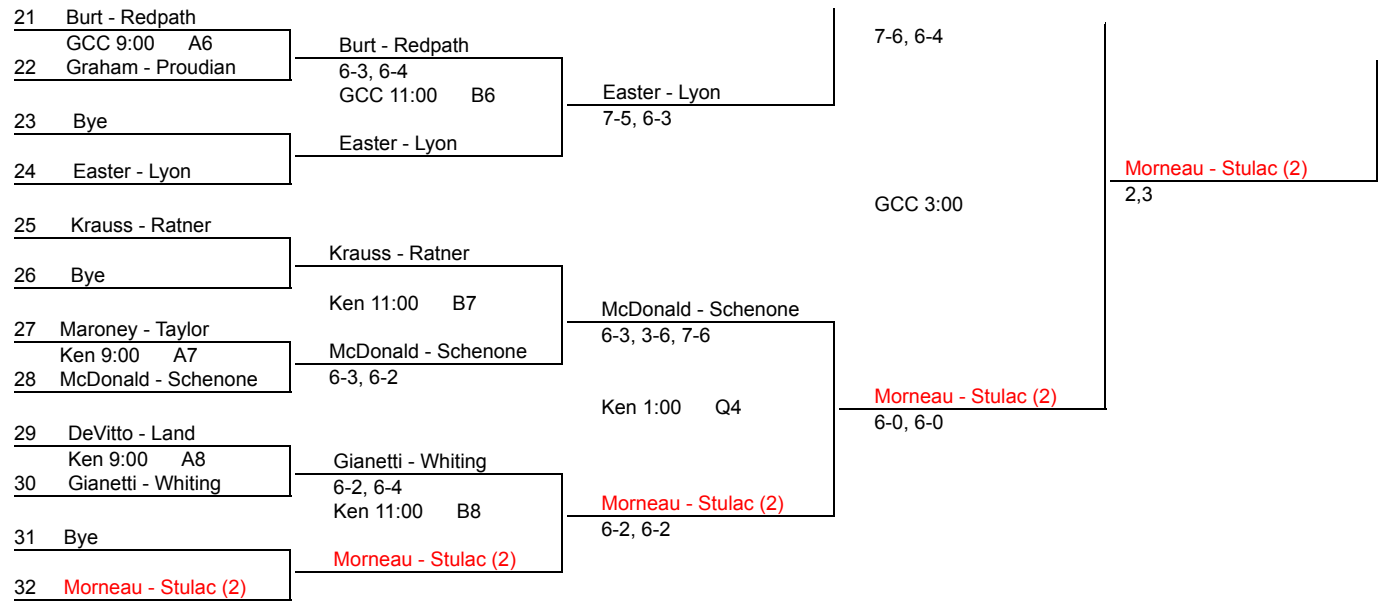 21 Burt - Redpath
GCC 9:00 A6
22 Graham - Proudian
23 Bye
24 Easter - Lyon
25 Krauss - Ratner
26 Bye
27 Maroney - Taylor
Ken 9:00 A7
28 McDonald - Schenone
29 DeVitto - Land
Ken 9:00 A8
30 Gianetti - Whiting
31 Bye
32 Morneau - Stulac (2)
Burt - Redpath
6-3, 6-4
GCC 11:00 B6
Easter - Lyon
Krauss - Ratner
Ken 11:00 B7
McDonald - Schenone
6-3, 6-2
Gianetti - Whiting
6-2, 6-4
Ken 11:00 B8
Morneau - Stulac (2)
Easter - Lyon
7-5, 6-3
McDonald - Schenone
6-3, 3-6, 7-6
Ken 1:00 Q4
Morneau - Stulac (2)
6-2, 6-2
7-6, 6-4
GCC 3:00
Morneau - Stulac (2)
6-0, 6-0
Morneau - Stulac (2)
2,3